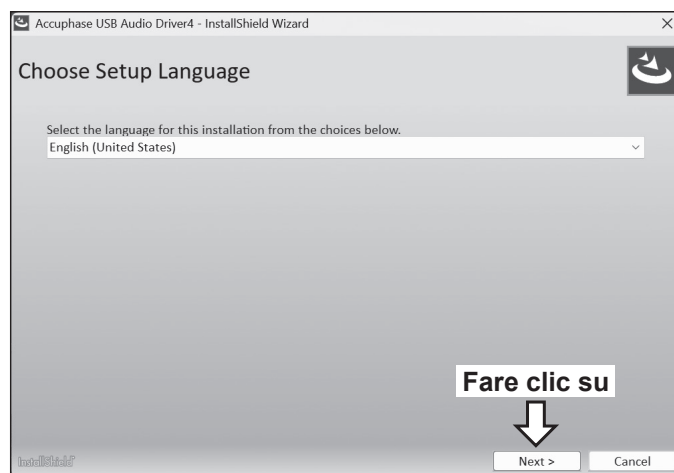 Accuphase USB Audio Driver4 - InstallShield Wizard
Choose Setup Language
Select the language for this installation from the choices below.
English (United States)
Fare clic su
InstallShield
Next >
Cancel